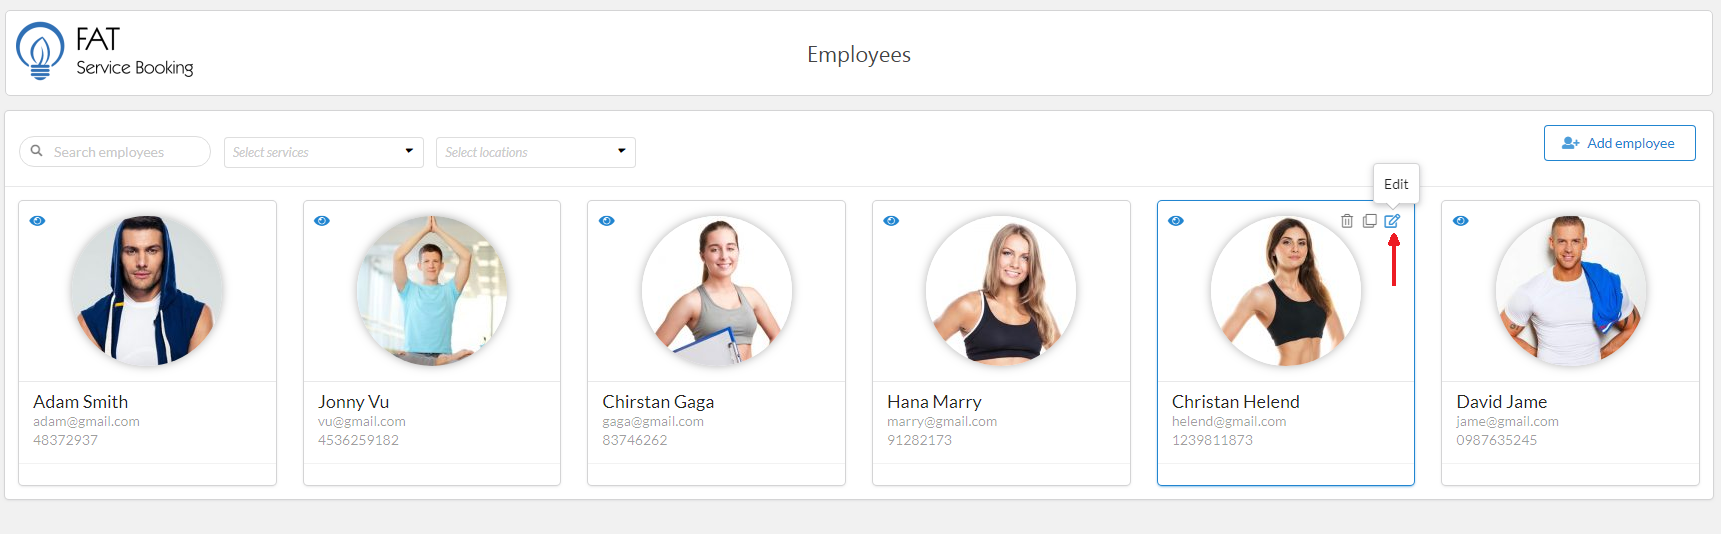 FAT
Service Booking
Employees
Search employees
Select services
Select locations
Add employee
Edit
Adam Smith
adam@gmail.com
48372937
Jonny Vu
vu@gmail.com
4536259182
Chirstan Gaga
gaga@gmail.com
83746262
Hana Marry
marry@gmail.com
91282173
Christan Helend
helend@gmail.com
1239811873
David Jame
jame@gmail.com
0987635245